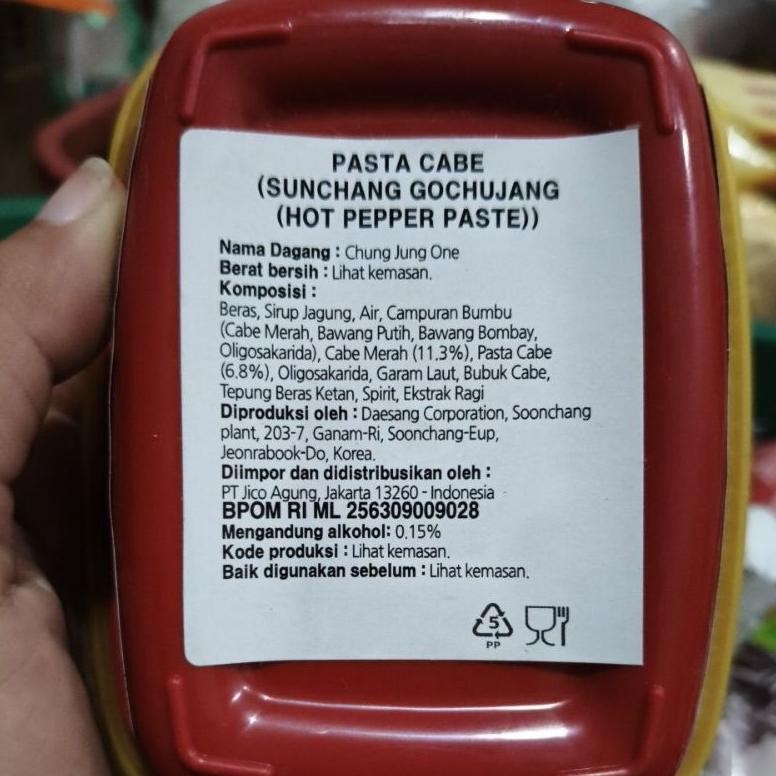 PASTA CABE
(SUNCHANG GOCHUJANG
(HOT PEPPER PASTE))
Nama Dagang : Chung Jung One
Berat bersih : Lihat kemasan.
Komposisi :
Beras, Sirup Jagung, Air, Campuran Bumbu
(Cabe Merah, Bawang Putih, Bawang Bombay,
Oligosakarida), Cabe Merah (11.3%), Pasta Cabe
(6.8%), Oligosakarida, Garam Laut, Bubuk Cabe,
Tepung Beras Ketan, Spirit, Ekstrak Ragi
Diproduksi oleh : Daesang Corporation, Soonchang
plant, 203-7, Ganam-Ri, Soonchang-Eup,
Jeonrabook-Do, Korea.
Diimpor dan didistribusikan oleh :
PT Jico Agung, Jakarta 13260 - Indonesia
BPOM RI ML 256309009028
Mengandung alkohol: 0.15%
Kode produksi : Lihat kemasan.
Baik digunakan sebelum : Lihat kemasan.
5
PP